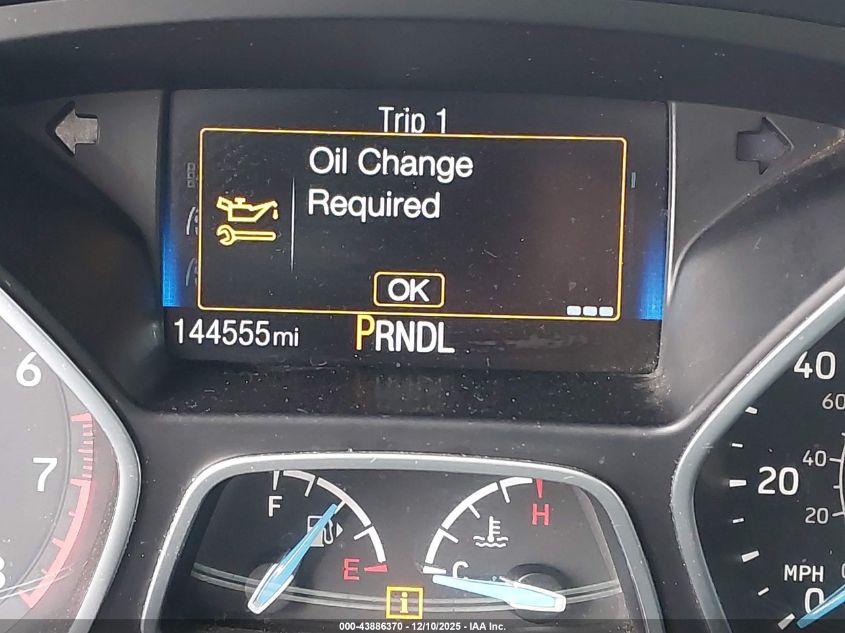 Trip 1
Oil Change
Required
OK
144555mi PRNDL
6
7
8
F
E
C
H
i
40
60
20
40
20
MPH
0
000-43886370 - 12/10/2025 - IAA Inc.